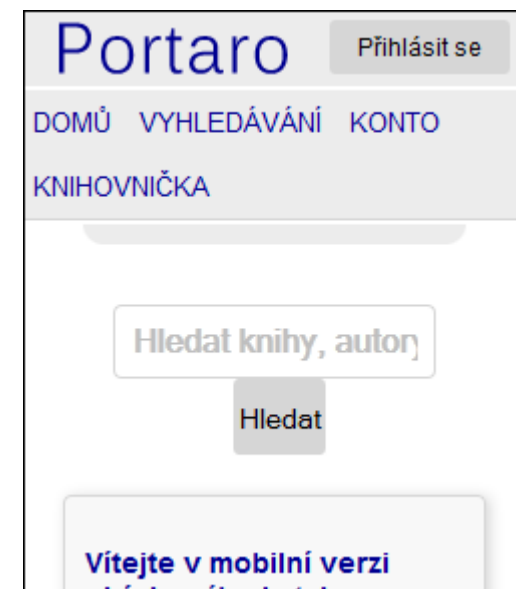 Portaro
Přihlásit se
DOMŮ VYHLEDÁVÁNÍ KONTO
KNIHOVNIČKA
Hledat knihy, autory
Hledat
Vítejte v mobilní verzi